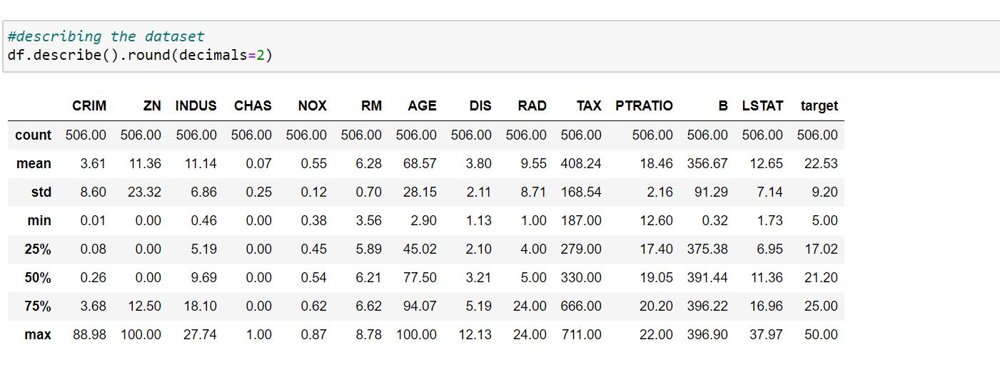 #describing the dataset
df.describe().round(decimals=2)
CRIM ZN INDUS CHAS NOX RM AGE DIS RAD TAX PTRATIO B LSTAT target
count 506.00 506.00 506.00 506.00 506.00 506.00 506.00 506.00 506.00 506.00 506.00 506.00 506.00 506.00
mean 3.61 11.36 11.14 0.07 0.55 6.28 68.57 3.80 9.55 408.24 18.46 356.67 12.65 22.53
std 8.60 23.32 6.86 0.25 0.12 0.70 28.15 2.11 8.71 168.54 2.16 91.29 7.14 9.20
min 0.01 0.00 0.46 0.00 0.38 3.56 2.90 1.13 1.00 187.00 12.60 0.32 1.73 5.00
25% 0.08 0.00 5.19 0.00 0.45 5.89 45.02 2.10 4.00 279.00 17.40 375.38 6.95 17.02
50% 0.26 0.00 9.69 0.00 0.54 6.21 77.50 3.21 5.00 330.00 19.05 391.44 11.36 21.20
75% 3.68 12.50 18.10 0.00 0.62 6.62 94.07 5.19 24.00 666.00 20.20 396.22 16.96 25.00
max 88.98 100.00 27.74 1.00 0.87 8.78 100.00 12.13 24.00 711.00 22.00 396.90 37.97 50.00